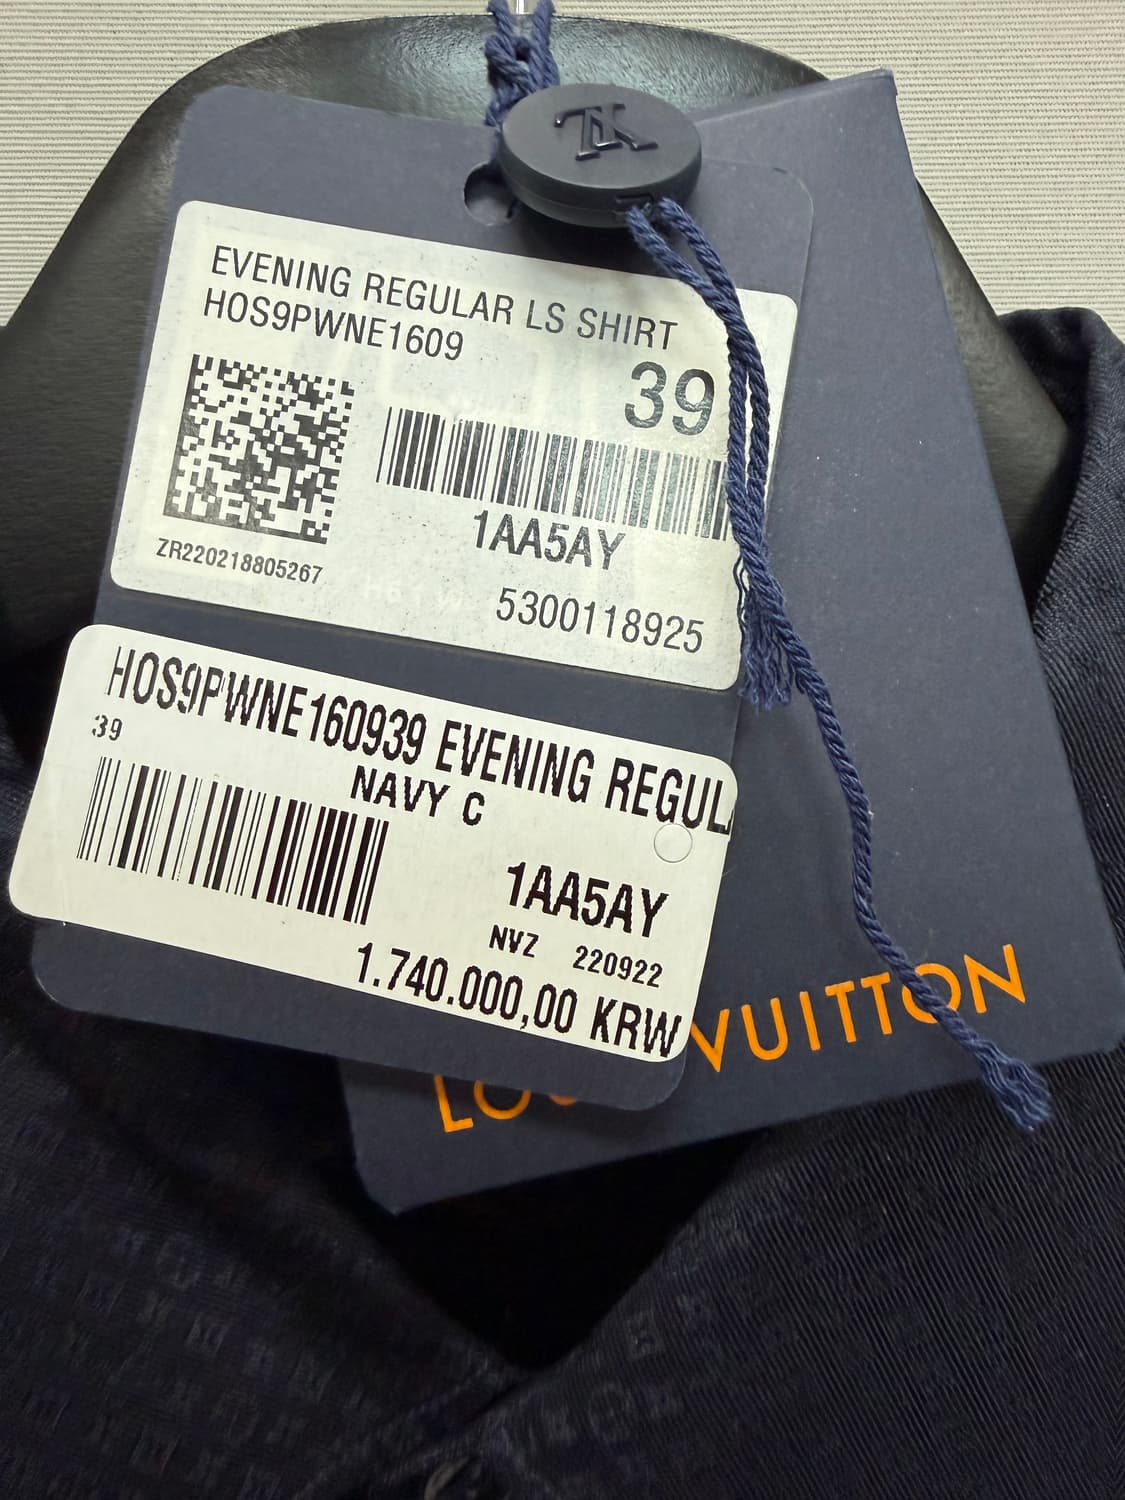 EVENING REGULAR LS SHIRT
HOS9PWNE1609
39
1AA5AY
ZR220218805267
5300118925
HOS9PWNE160939 EVENING REGUL
39
NAVY C
1AA5AY
NVZ 220922
1.740.000,00 KRW
LO VUITTON